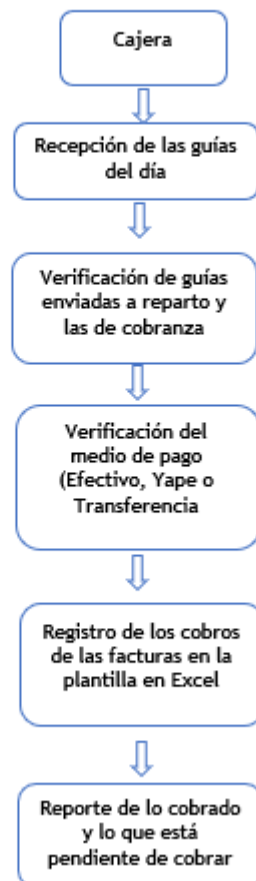 Cajera
Recepción de las guías
del día
Verificación de guías
enviadas a reparto y
las de cobranza
Verificación del
medio de pago
(Efectivo, Yape o
Transferencia
Registro de los cobros
de las facturas en la
plantilla en Excel
Reporte de lo cobrado
y lo que está
pendiente de cobrar